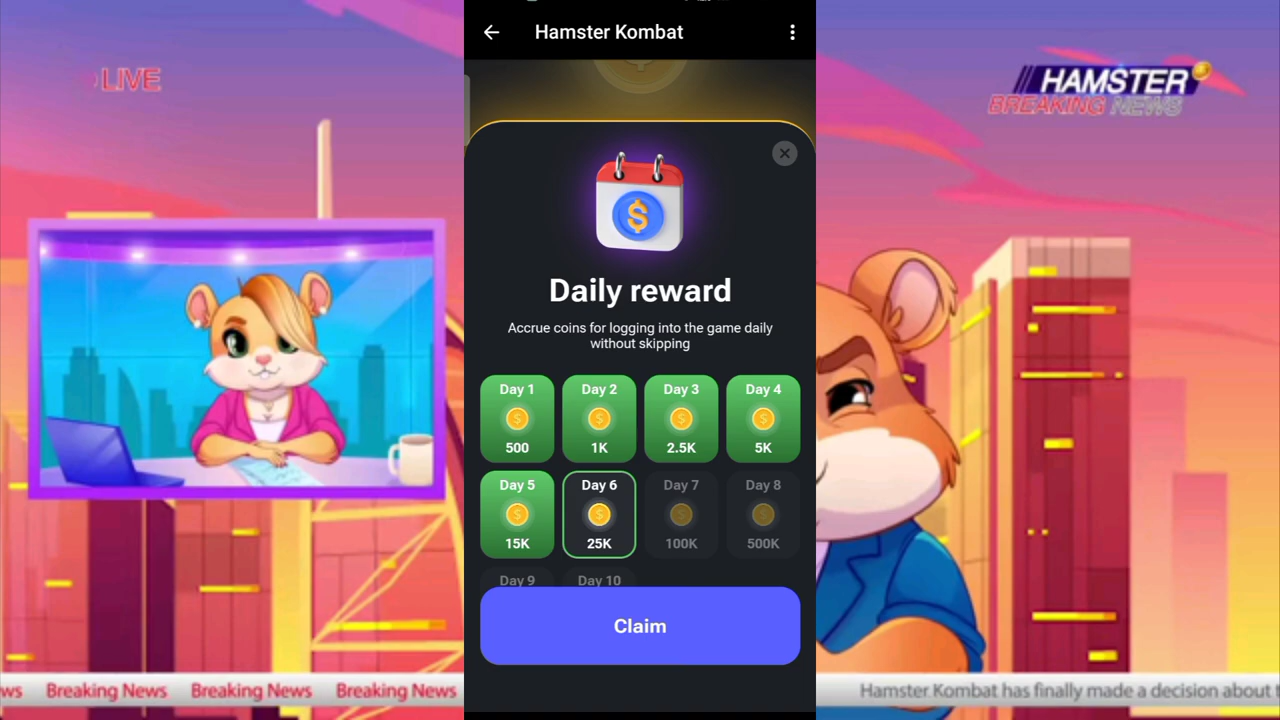 LIVE
Hamster Kombat
HAMSTER
BREAKING NEWS
Daily reward
Accrue coins for logging into the game daily
without skipping
Day 1
Day 2
Day 3
Day 4
500
1K
2.5K
5K
Day 5
Day 6
Day 7
Day 8
15K
25K
100K
500K
Day 9
Day 10
Claim
ws Breaking News Breaking News Breaking News
Hamster Kombat has finally made a decision about t